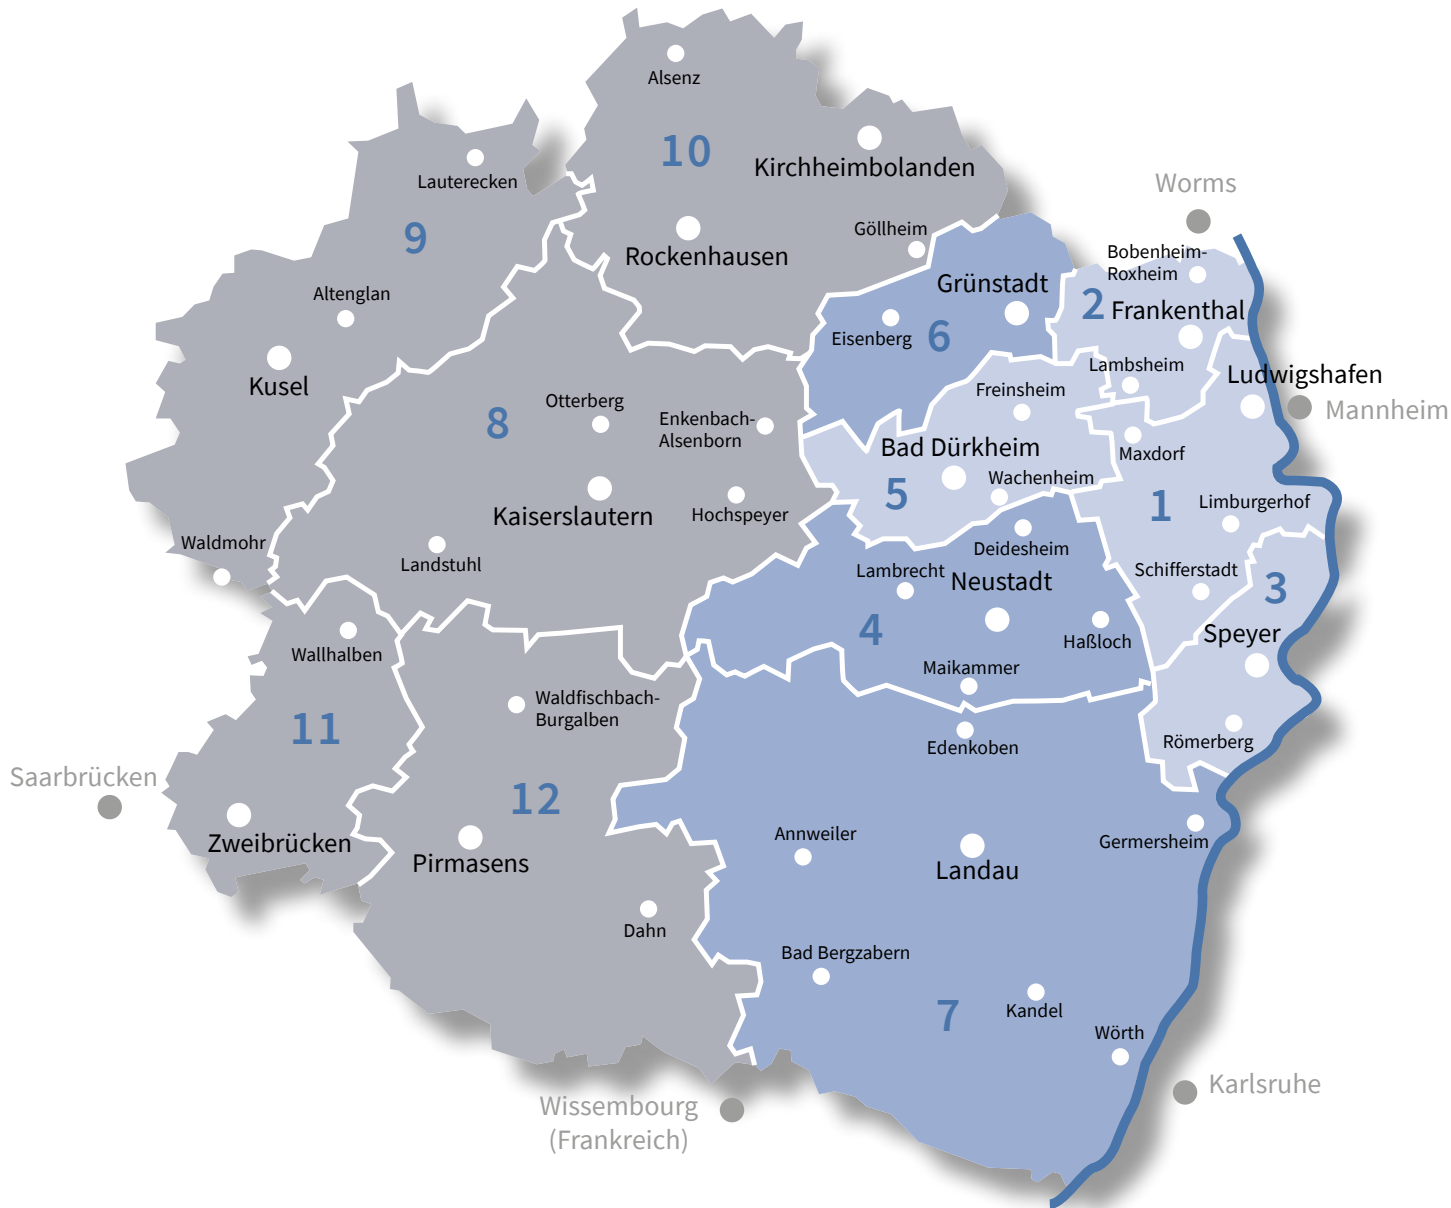 Alsenz
10
Kirchheimbolanden
Lauterecken
Worms
9
Göllheim
Rockenhausen
Bobenheim-
Roxheim
Grünstadt
Altenglan
2
Frankenthal
Eisenberg
6
Lambsheim
Kusel
Ludwigshafen
Freinsheim
Otterberg
Mannheim
8
Enkenbach-
Alsenborn
Bad Dürkheim
Maxdorf
Wachenheim
5
1
Limburgerhof
Kaiserslautern
Hochspeyer
Waldmohr
Deidesheim
Landstuhl
Lambrecht
Neustadt
Schifferstadt
3
4
Speyer
Haßloch
Wallhalben
Maikammer
Waldfischbach-
Burgalben
11
Edenkoben
Römerberg
Saarbrücken
12
Annweiler
Germersheim
Zweibrücken
Pirmasens
Landau
Dahn
Bad Bergzabern
7
Kandel
Wörth
Karlsruhe
Wissembourg
(Frankreich)